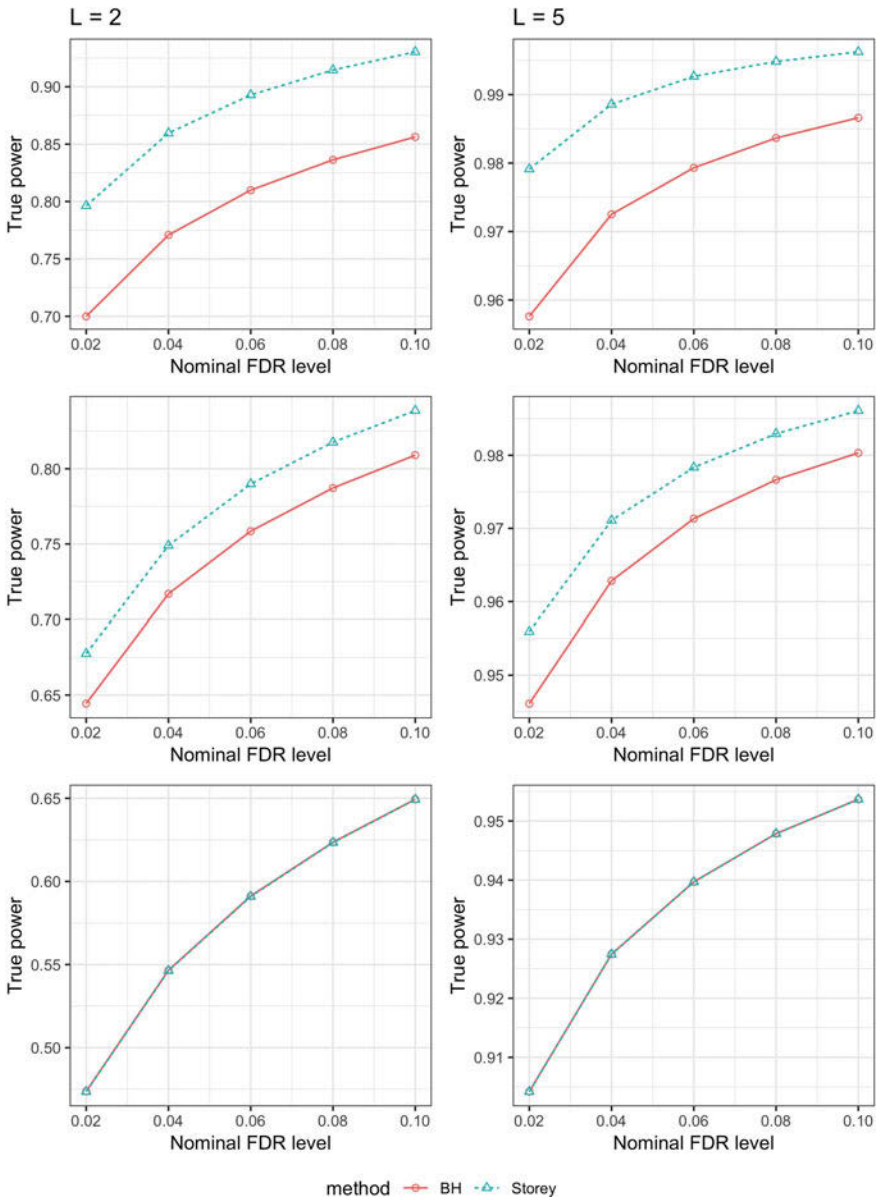 L = 2
L = 5
True power
0.90
0.85
0.80
0.75
0.70
0.02 0.04 0.06 0.08 0.10
Nominal FDR level
True power
0.99
0.98
0.97
0.96
0.02 0.04 0.06 0.08 0.10
Nominal FDR level
True power
0.80
0.75
0.70
0.65
0.02 0.04 0.06 0.08 0.10
Nominal FDR level
True power
0.98
0.97
0.96
0.95
0.02 0.04 0.06 0.08 0.10
Nominal FDR level
True power
0.65
0.60
0.55
0.50
0.02 0.04 0.06 0.08 0.10
Nominal FDR level
True power
0.95
0.94
0.93
0.92
0.91
0.02 0.04 0.06 0.08 0.10
Nominal FDR level
method BH Storey